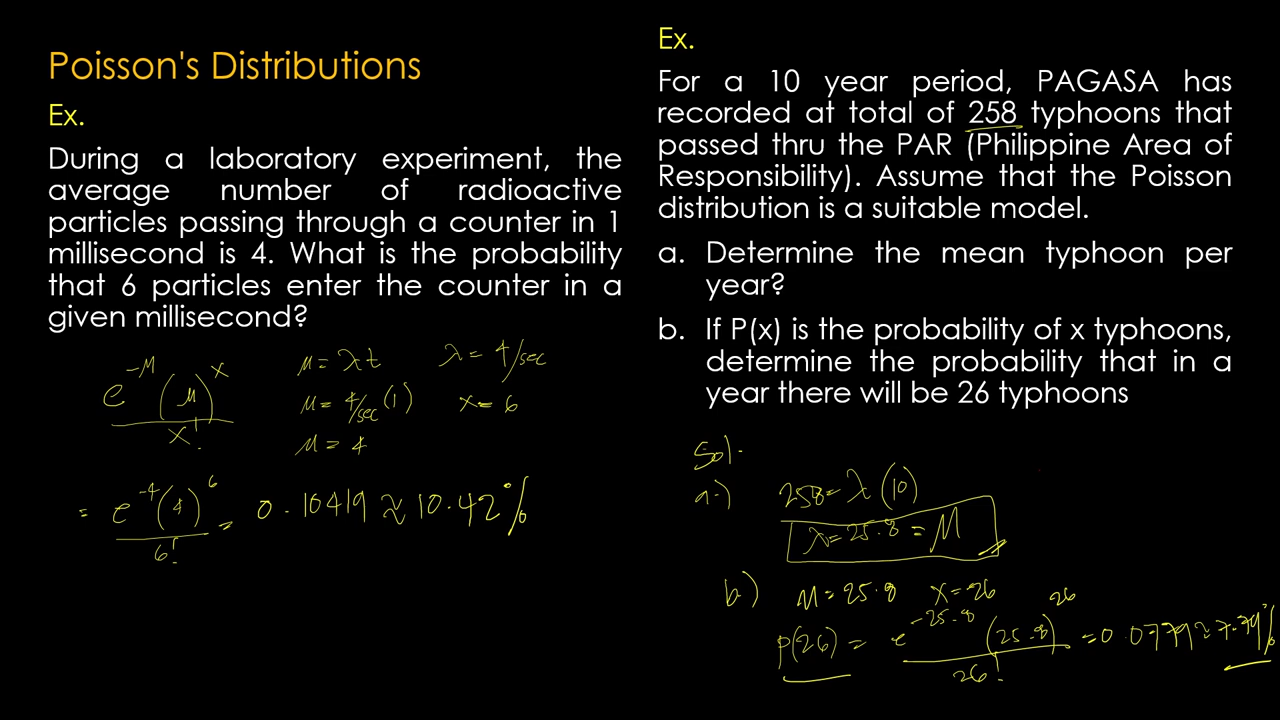 Poisson's Distributions
Ex.
During a laboratory experiment, the
average number of radioactive
particles passing through a counter in 1
millisecond is 4. What is the probability
that 6 particles enter the counter in a
given millisecond?
e^-μ (μ)^x
x!
μ = λt
μ = 4/sec (1)
μ = 4
λ = 4/sec
x = 6
= e^-4 (4)^6 = 0.10419 ≈ 10.42%
6!
Ex.
For a 10 year period, PAGASA has
recorded at total of 258 typhoons that
passed thru the PAR (Philippine Area of
Responsibility). Assume that the Poisson
distribution is a suitable model.
a. Determine the mean typhoon per
year?
b. If P(x) is the probability of x typhoons,
determine the probability that in a
year there will be 26 typhoons
Sol.
a.) 258 = λ(10)
λ = 25.8 = μ
b.) μ = 25.8 x = 26
P(26) = e^-25.8 (25.8)^26 = 0.0779 ≈ 7.79%
26!